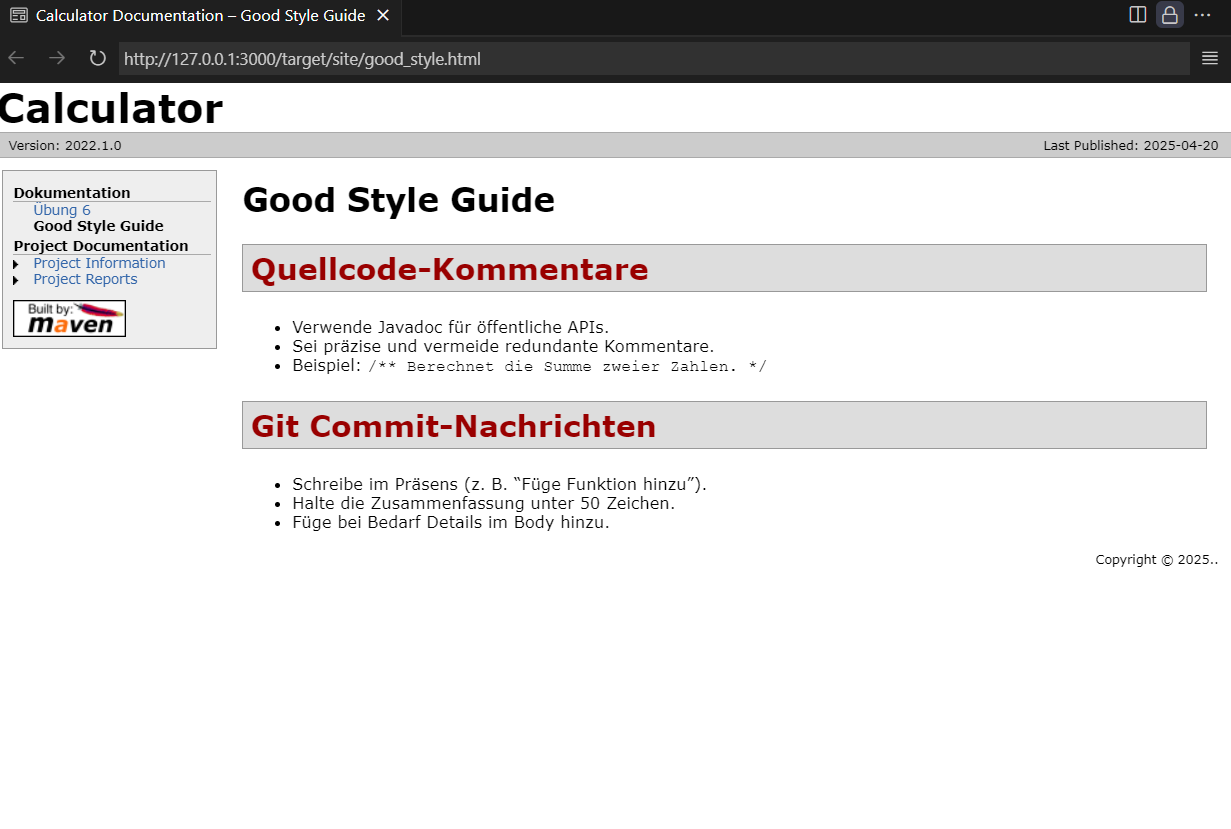 Calculator Documentation – Good Style Guide
http://127.0.0.1:3000/target/site/good_style.html
Calculator
Version: 2022.1.0
Last Published: 2025-04-20
Dokumentation
Übung 6
Good Style Guide
Project Documentation
Project Information
Project Reports
Built by:
maven
Good Style Guide
Quellcode-Kommentare
Verwende Javadoc für öffentliche APIs.
Sei präzise und vermeide redundante Kommentare.
Beispiel: /** Berechnet die Summe zweier Zahlen. */
Git Commit-Nachrichten
Schreibe im Präsens (z. B. “Füge Funktion hinzu”).
Halte die Zusammenfassung unter 50 Zeichen.
Füge bei Bedarf Details im Body hinzu.
Copyright © 2025..